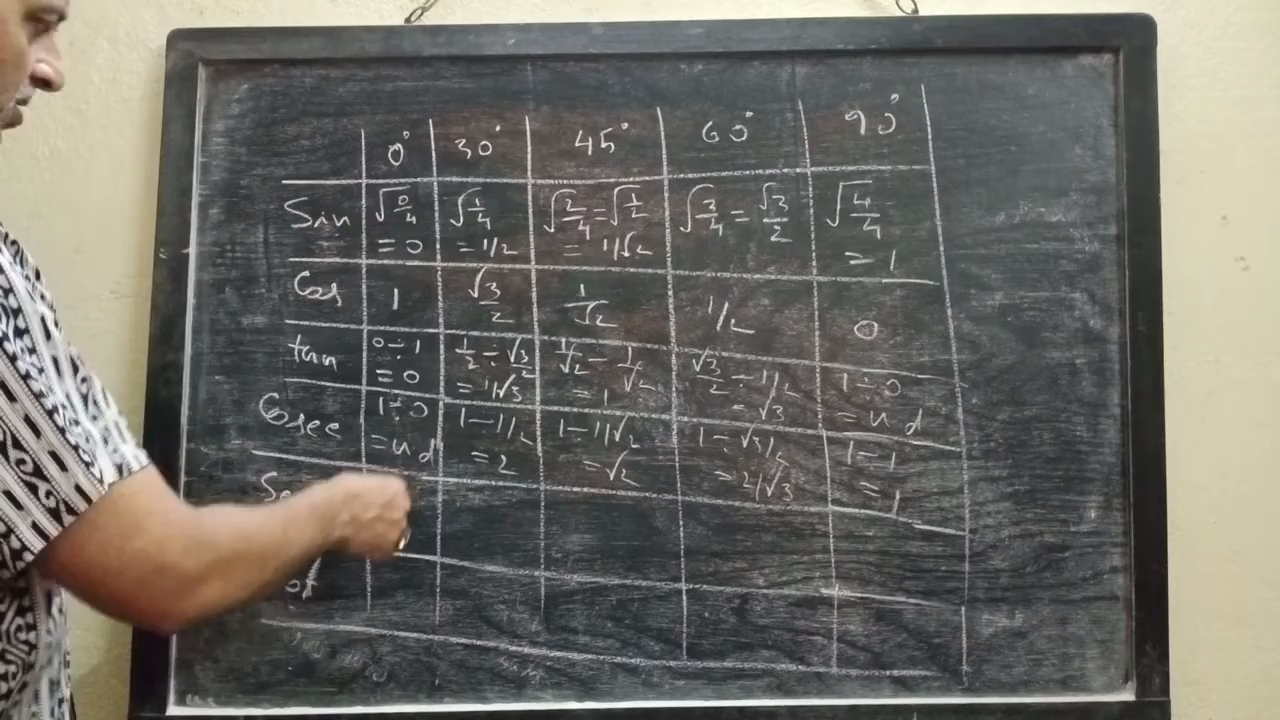 0° 30° 45° 60° 90°
Sin √0/4 = 0 √1/4 = 1/2 √2/4 = √1/2 = 1/√2 √3/4 = √3/2 √4/4 = 1
Cos 1 √3/2 1/√2 1/2 0
tan 0÷1 = 0 1/2 ÷ √3/2 = 1/√3 1/√2 ÷ 1/√2 = 1 √3/2 ÷ 1/2 = √3 1÷0 = nd
Cosec 1÷0 = nd 1÷1/2 = 2 1÷1/√2 = √2 1÷√3/2 = 2/√3 1÷1 = 1